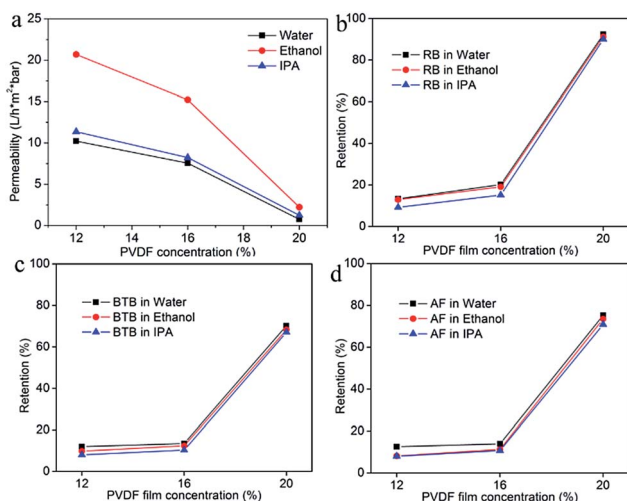 a
Water
Ethanol
IPA
Permeability (L/h*m²*bar)
25
20
15
10
5
0
12
14
16
18
20
PVDF concentration (%)
b
RB in Water
RB in Ethanol
RB in IPA
Retention (%)
100
80
60
40
20
0
12
16
20
PVDF film concentration (%)
c
BTB in Water
BTB in Ethanol
BTB in IPA
Retention (%)
100
80
60
40
20
0
12
16
20
PVDF film concentration (%)
d
AF in Water
AF in Ethanol
AF in IPA
Retention (%)
100
80
60
40
20
0
12
16
20
PVDF film concentration (%)